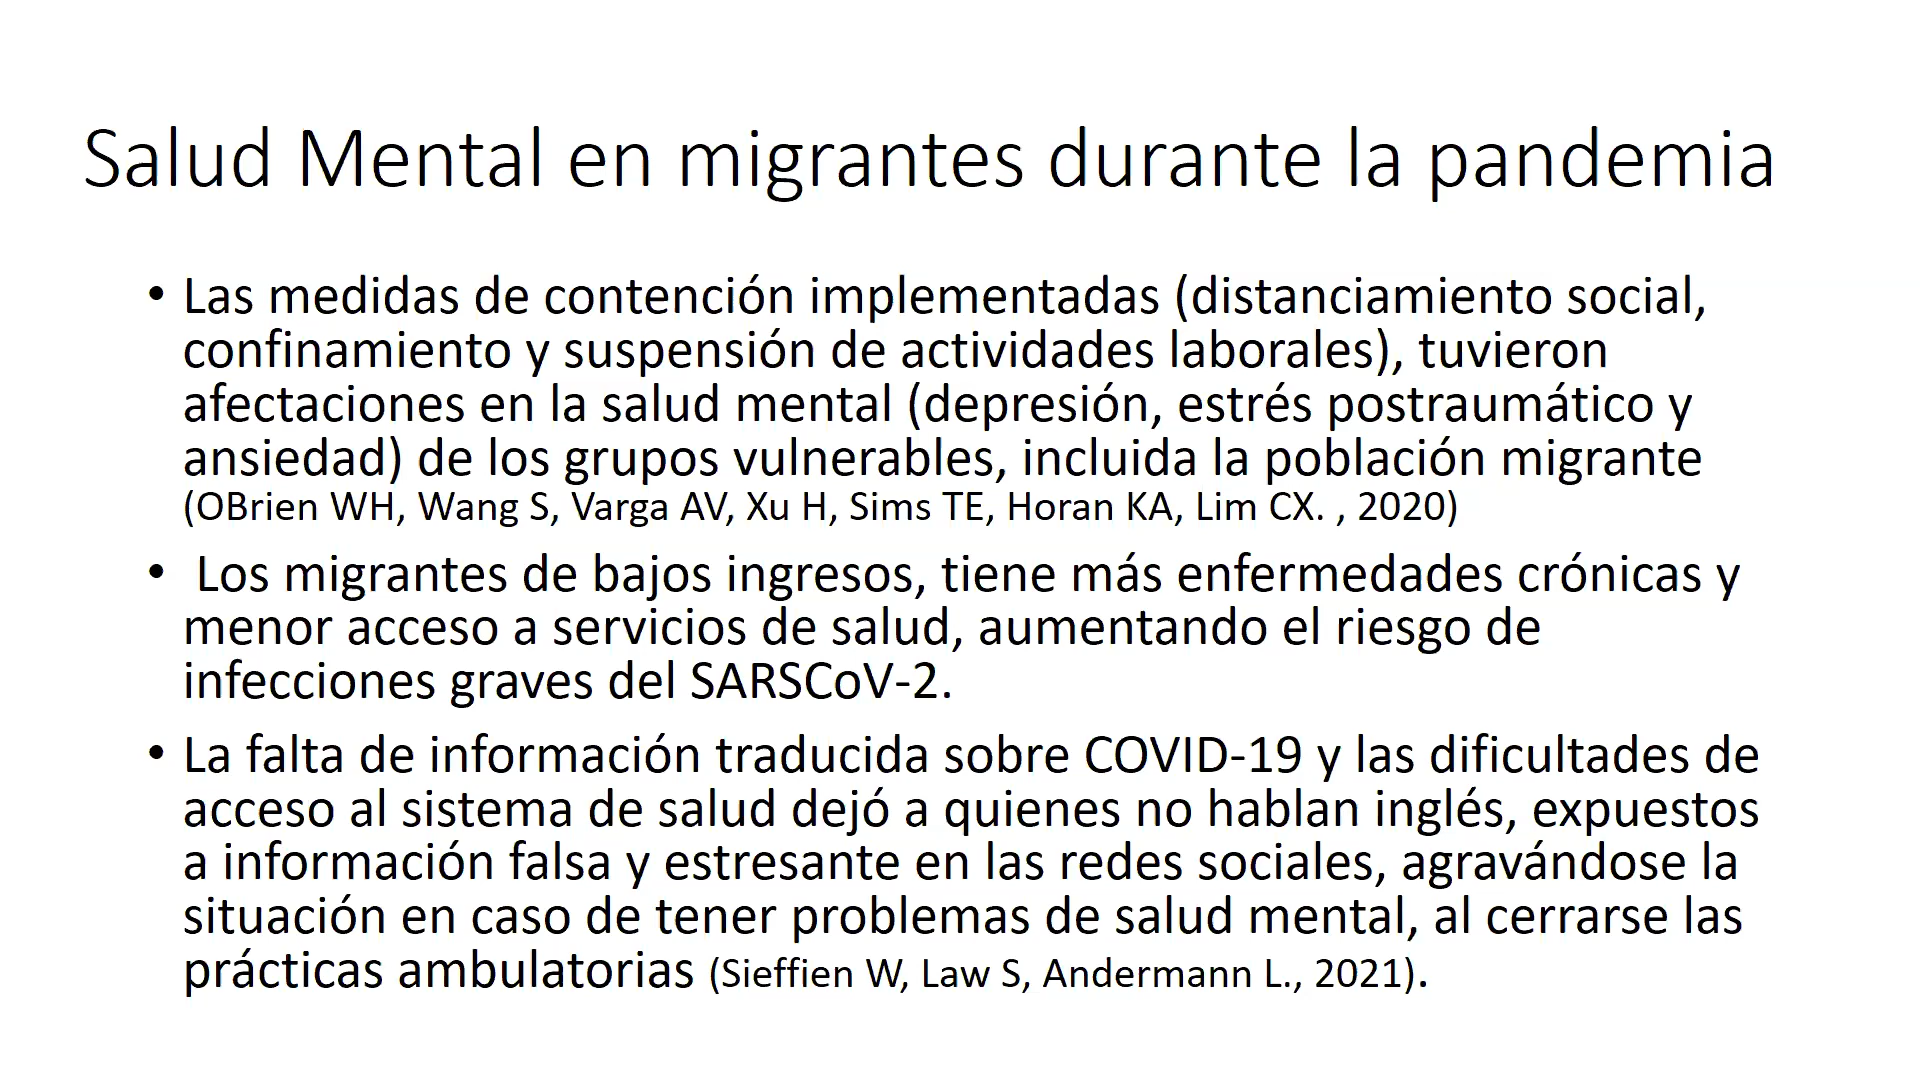 Salud Mental en migrantes durante la pandemia
• Las medidas de contención implementadas (distanciamiento social,
confinamiento y suspensión de actividades laborales), tuvieron
afectaciones en la salud mental (depresión, estrés postraumático y
ansiedad) de los grupos vulnerables, incluida la población migrante
(OBrien WH, Wang S, Varga AV, Xu H, Sims TE, Horan KA, Lim CX. , 2020)
• Los migrantes de bajos ingresos, tiene más enfermedades crónicas y
menor acceso a servicios de salud, aumentando el riesgo de
infecciones graves del SARSCoV-2.
• La falta de información traducida sobre COVID-19 y las dificultades de
acceso al sistema de salud dejó a quienes no hablan inglés, expuestos
a información falsa y estresante en las redes sociales, agravándose la
situación en caso de tener problemas de salud mental, al cerrarse las
prácticas ambulatorias (Sieffien W, Law S, Andermann L., 2021).